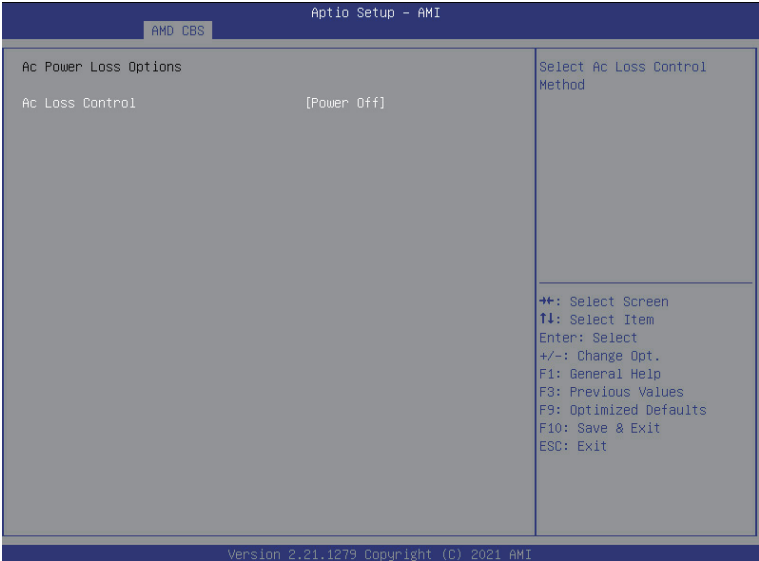 Aptio Setup – AMI
AMD CBS
Ac Power Loss Options
Ac Loss Control [Power Off]
Select Ac Loss Control
Method
→←: Select Screen
↑↓: Select Item
Enter: Select
+/-: Change Opt.
F1: General Help
F3: Previous Values
F9: Optimized Defaults
F10: Save & Exit
ESC: Exit
Version 2.21.1279 Copyright (C) 2021 AMI